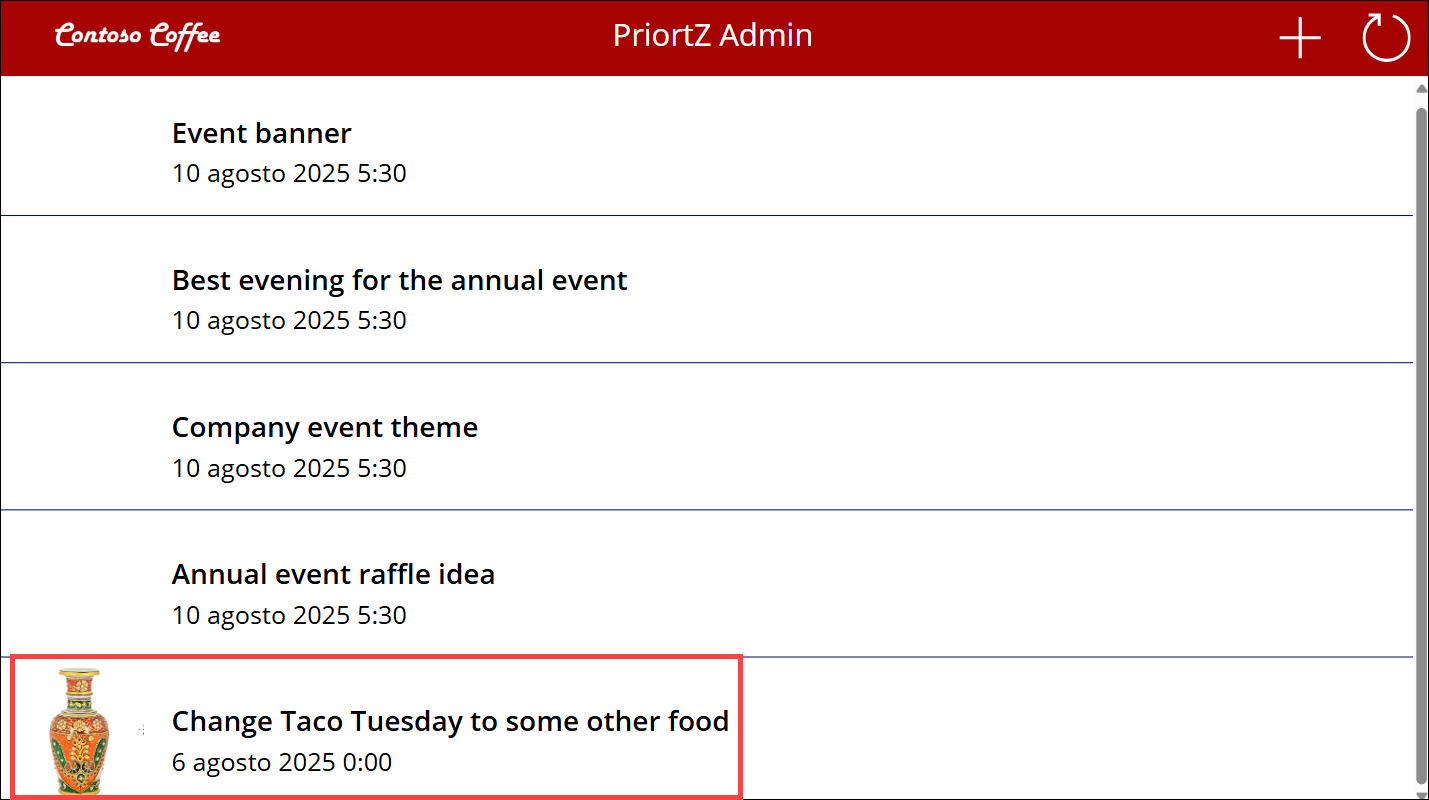 Contoso Coffee
PriortZ Admin
Event banner
10 agosto 2025 5:30
Best evening for the annual event
10 agosto 2025 5:30
Company event theme
10 agosto 2025 5:30
Annual event raffle idea
10 agosto 2025 5:30
Change Taco Tuesday to some other food
6 agosto 2025 0:00